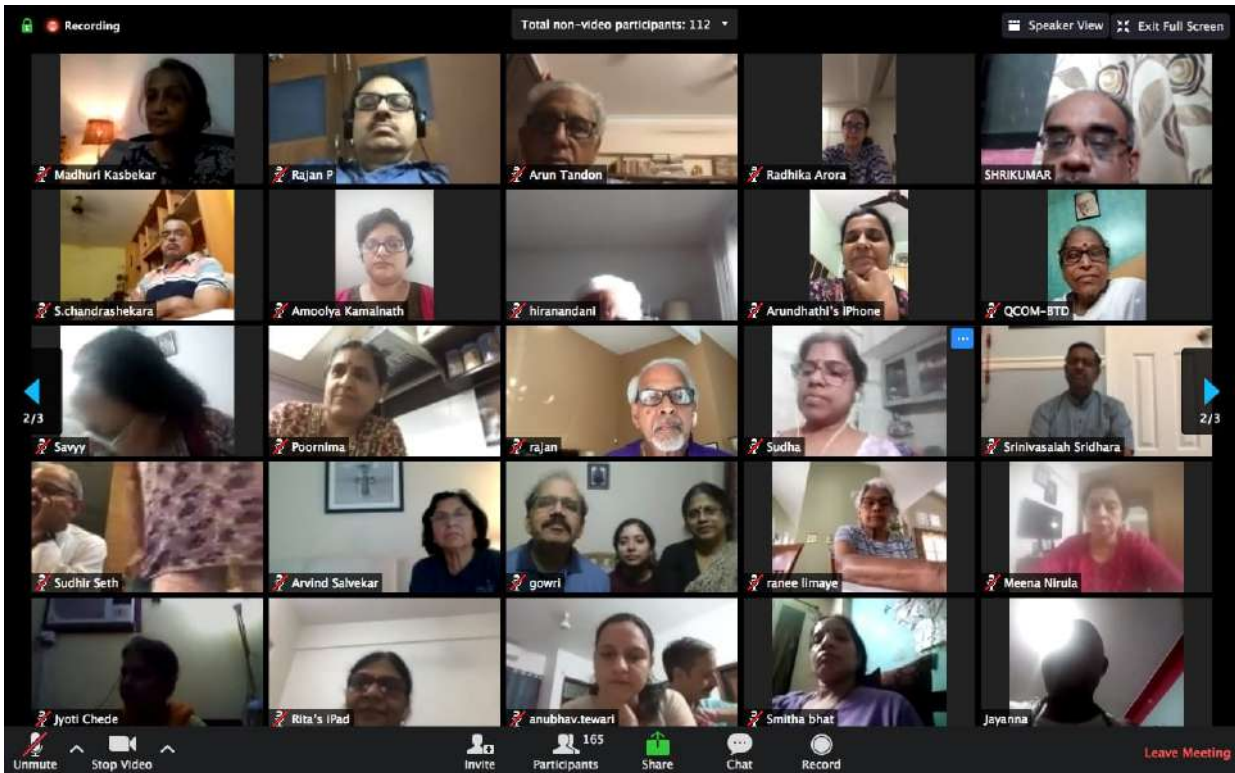 Recording
Total non-video participants: 112
Speaker View
Exit Full Screen
Madhuri Kasbekar
Rajan P
Arun Tandon
Radhika Arora
SHRIKUMAR
S.chandrashekara
Amoolya Kamalnath
hiranandani
Arundhathi's iPhone
QCOM-BTD
2/3
2/3
Savyy
Poornima
rajan
Sudha
Srinivasaiah Sridhara
Sudhir Seth
Arvind Salvekar
gowri
ranee limaye
Meena Nirula
Jyoti Chede
Rita's iPad
anubhav.tewari
Smitha bhat
Jayanna
Unmute
Stop Video
Invite
165
Participants
Share
Chat
Record
Leave Meeting